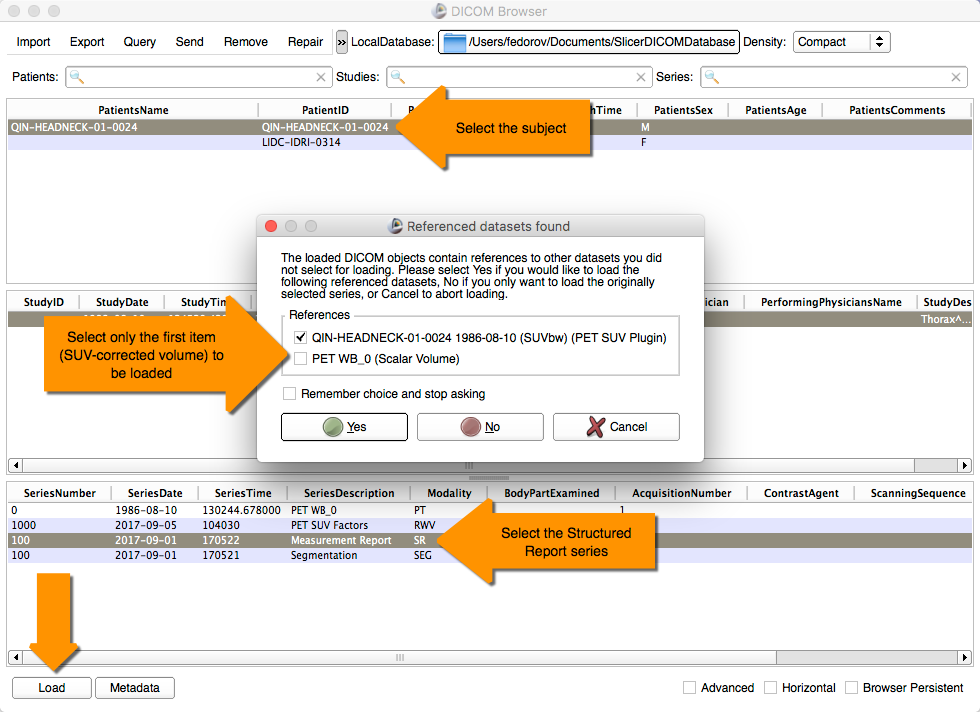 DICOM Browser
Import Export Query Send Remove Repair » LocalDatabase: /Users/fedorov/Documents/SlicerDICOMDatabase Density: Compact
Patients: Studies: Series:
PatientsName PatientID thTime PatientsSex PatientsAge PatientsComments
QIN-HEADNECK-01-0024 QIN-HEADNECK-01-0024 M
LIDC-IDRI-0314 F
Select the subject
Referenced datasets found
The loaded DICOM objects contain references to other datasets you did
not select for loading. Please select Yes if you would like to load the
following referenced datasets, No if you only want to load the originally
selected series, or Cancel to abort loading.
References
QIN-HEADNECK-01-0024 1986-08-10 (SUVbw) (PET SUV Plugin)
PET WB_0 (Scalar Volume)
Remember choice and stop asking
Yes No Cancel
StudyID StudyDate StudyTim ician PerformingPhysiciansName StudyDes
Thorax^...
Select only the first item
(SUV-corrected volume) to
be loaded
SeriesNumber SeriesDate SeriesTime SeriesDescription Modality BodyPartExamined AcquisitionNumber ContrastAgent ScanningSequence
0 1986-08-10 130244.678000 PET WB_0 PT 1
1000 2017-09-05 104030 PET SUV Factors RWV
100 2017-09-01 170522 Measurement Report SR
100 2017-09-01 170521 Segmentation SEG
Select the Structured
Report series
Load Metadata Advanced Horizontal Browser Persistent